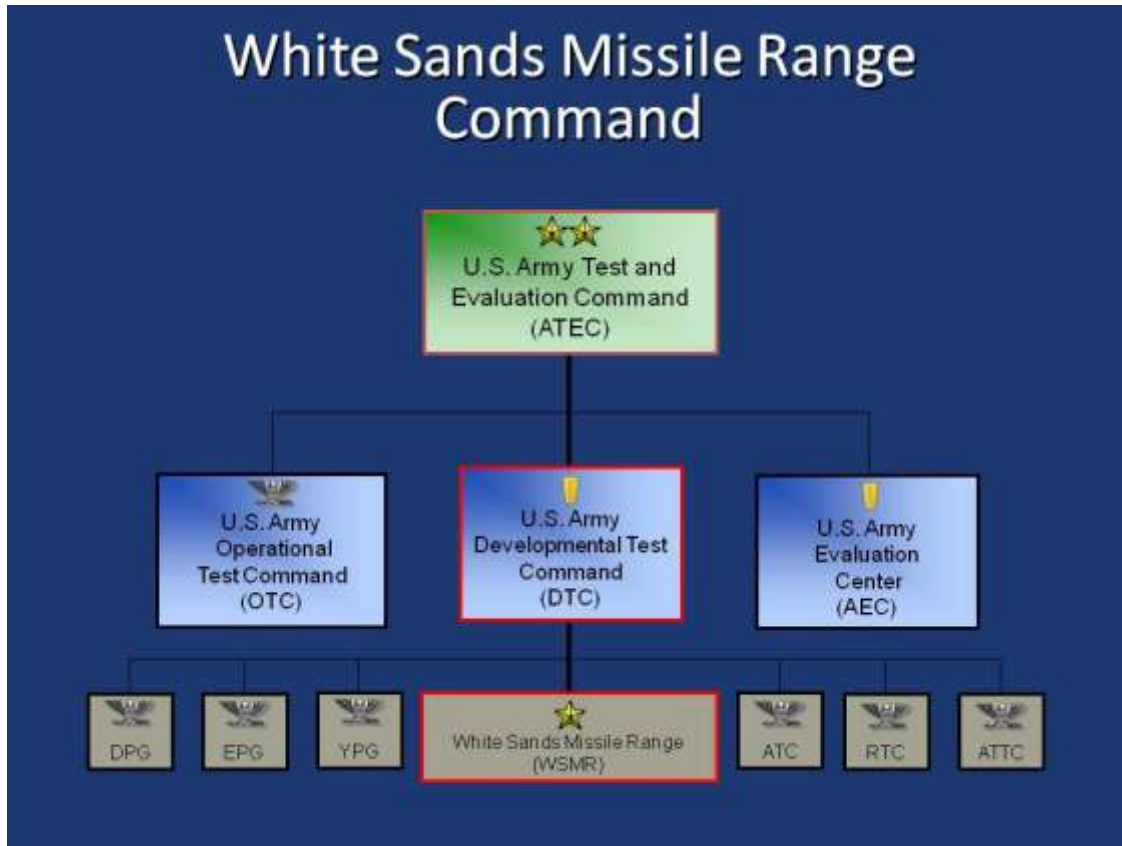 White Sands Missile Range
Command
U.S. Army Test and
Evaluation Command
(ATEC)
U.S. Army
Operational
Test Command
(OTC)
U.S. Army
Developmental Test
Command
(DTC)
U.S. Army
Evaluation
Center
(AEC)
DPG
EPG
YPG
White Sands Missile Range
(WSMR)
ATC
RTC
ATTC